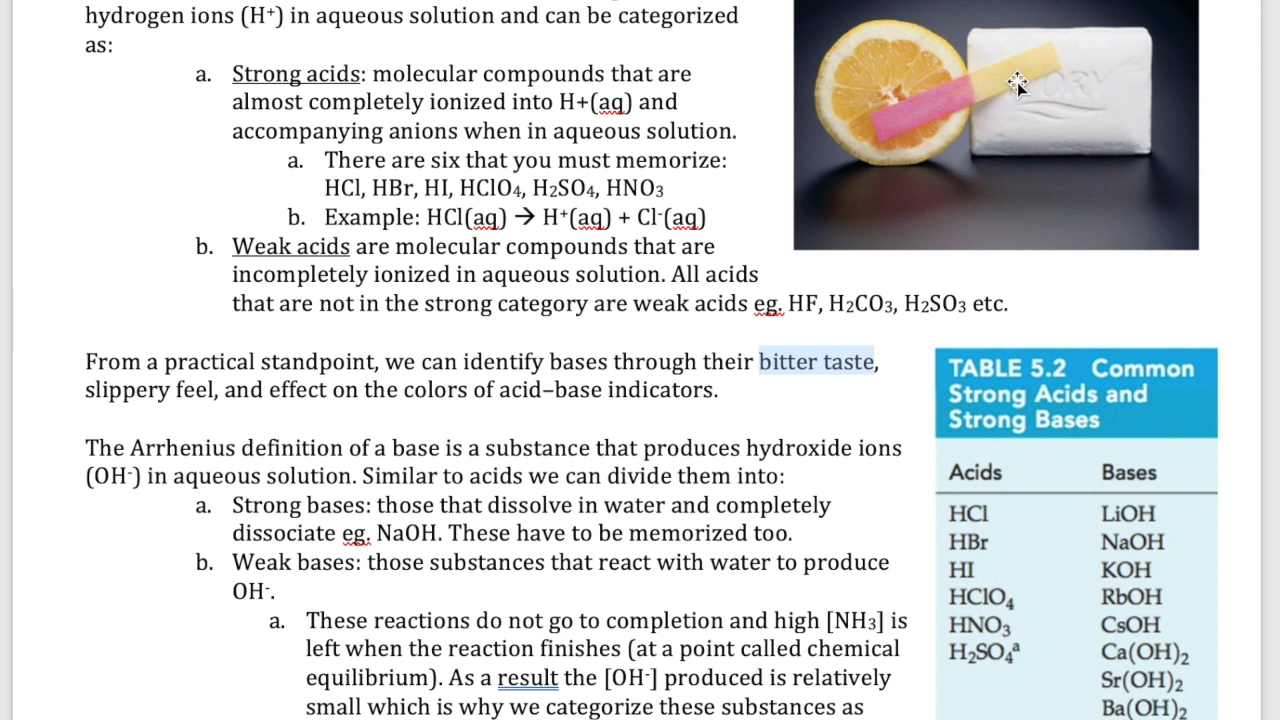 hydrogen ions (H⁺) in aqueous solution and can be categorized
as:
a. Strong acids: molecular compounds that are
almost completely ionized into H+(aq) and
accompanying anions when in aqueous solution.
a. There are six that you must memorize:
HCl, HBr, HI, HClO₄, H₂SO₄, HNO₃
b. Example: HCl(aq) → H⁺(aq) + Cl⁻(aq)
b. Weak acids are molecular compounds that are
incompletely ionized in aqueous solution. All acids
that are not in the strong category are weak acids eg. HF, H₂CO₃, H₂SO₃ etc.
From a practical standpoint, we can identify bases through their bitter taste,
slippery feel, and effect on the colors of acid–base indicators.
The Arrhenius definition of a base is a substance that produces hydroxide ions
(OH⁻) in aqueous solution. Similar to acids we can divide them into:
a. Strong bases: those that dissolve in water and completely
dissociate eg. NaOH. These have to be memorized too.
b. Weak bases: those substances that react with water to produce
OH⁻.
a. These reactions do not go to completion and high [NH₃] is
left when the reaction finishes (at a point called chemical
equilibrium). As a result the [OH⁻] produced is relatively
small which is why we categorize these substances as
TABLE 5.2 Common
Strong Acids and
Strong Bases
Acids Bases
HCl LiOH
HBr NaOH
HI KOH
HClO₄ RbOH
HNO₃ CsOH
H₂SO₄ᵃ Ca(OH)₂
Sr(OH)₂
Ba(OH)₂